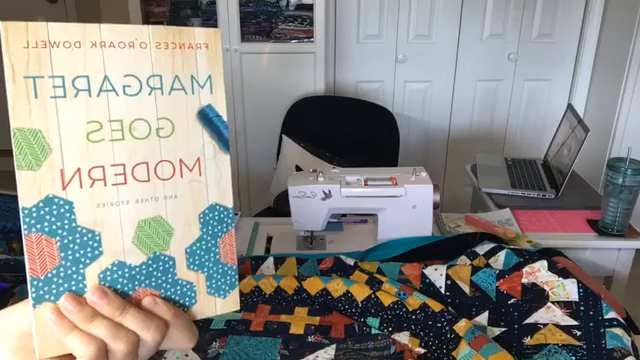 FRANCES O'ROARK DOWELL
MARGARET
GOES
MODERN
AND OTHER STORIES